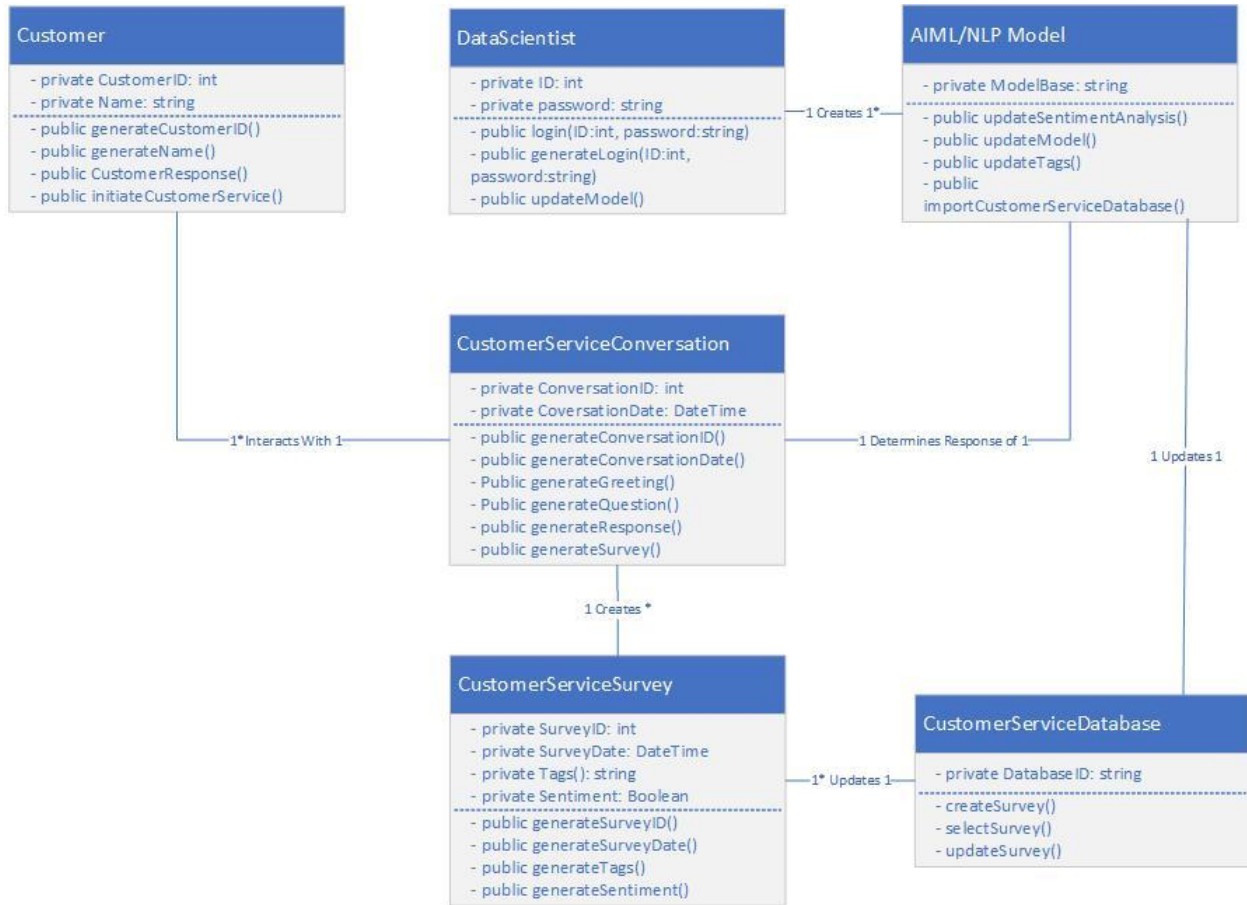 Customer
- private CustomerID: int
- private Name: string
- public generateCustomerID()
- public generateName()
- public CustomerResponse()
- public initiateCustomerService()
DataScientist
- private ID: int
- private password: string
- public login(ID:int, password:string)
- public generateLogin(ID:int,
password:string)
- public updateModel()
1 Creates 1*
AIML/NLP Model
- private ModelBase: string
- public updateSentimentAnalysis()
- public updateModel()
- public updateTags()
- public
importCustomerServiceDatabase()
CustomerServiceConversation
- private ConversationID: int
- private CoversationDate: DateTime
- public generateConversationID()
- public generateConversationDate()
- Public generateGreeting()
- Public generateQuestion()
- public generateResponse()
- public generateSurvey()
1* Interacts With 1
1 Determines Response of 1
1 Updates 1
1 Creates *
CustomerServiceSurvey
- private SurveyID: int
- private SurveyDate: DateTime
- private Tags(): string
- private Sentiment: Boolean
- public generateSurveyID()
- public generateSurveyDate()
- public generateTags()
- public generateSentiment()
1* Updates 1
CustomerServiceDatabase
- private DatabaseID: string
- createSurvey()
- selectSurvey()
- updateSurvey()